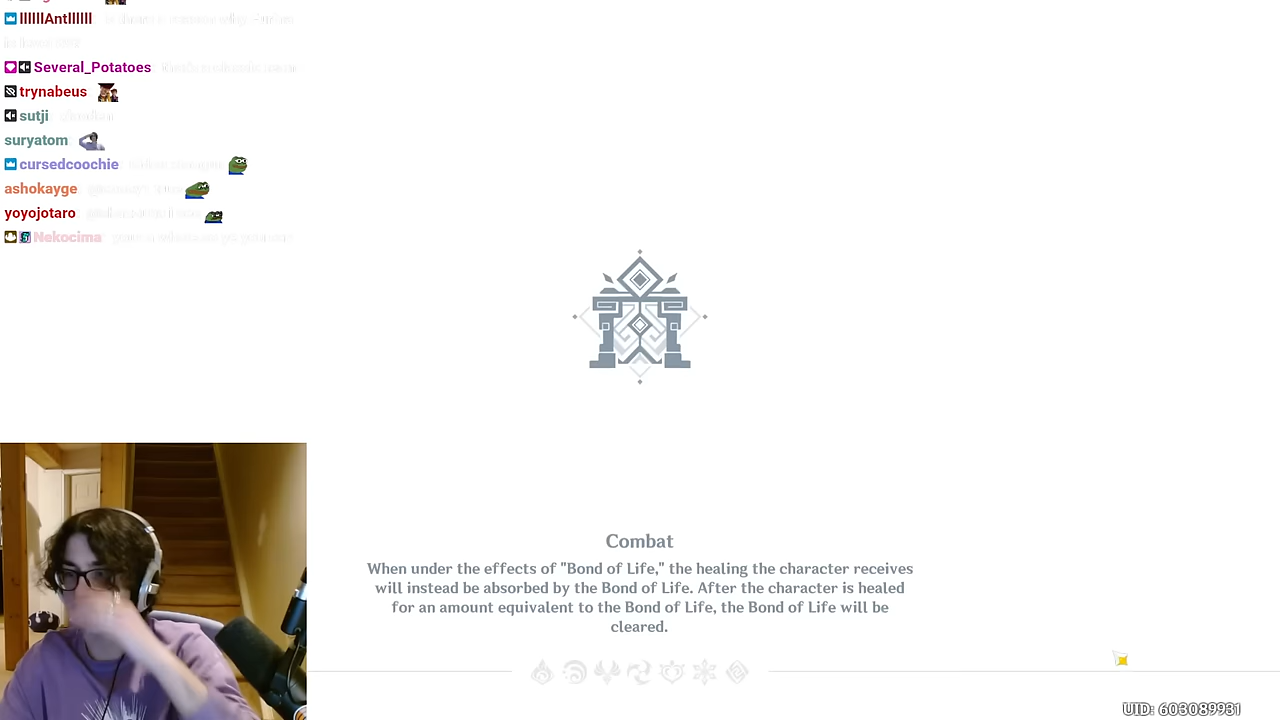 llllllAntllllll
Several_Potatoes
trynabeus
sutji
suryatom
cursedcoochie
ashokayge
yoyojotaro
Nekocima
Combat
When under the effects of "Bond of Life," the healing the character receives
will instead be absorbed by the Bond of Life. After the character is healed
for an amount equivalent to the Bond of Life, the Bond of Life will be
cleared.
UID: 603089931